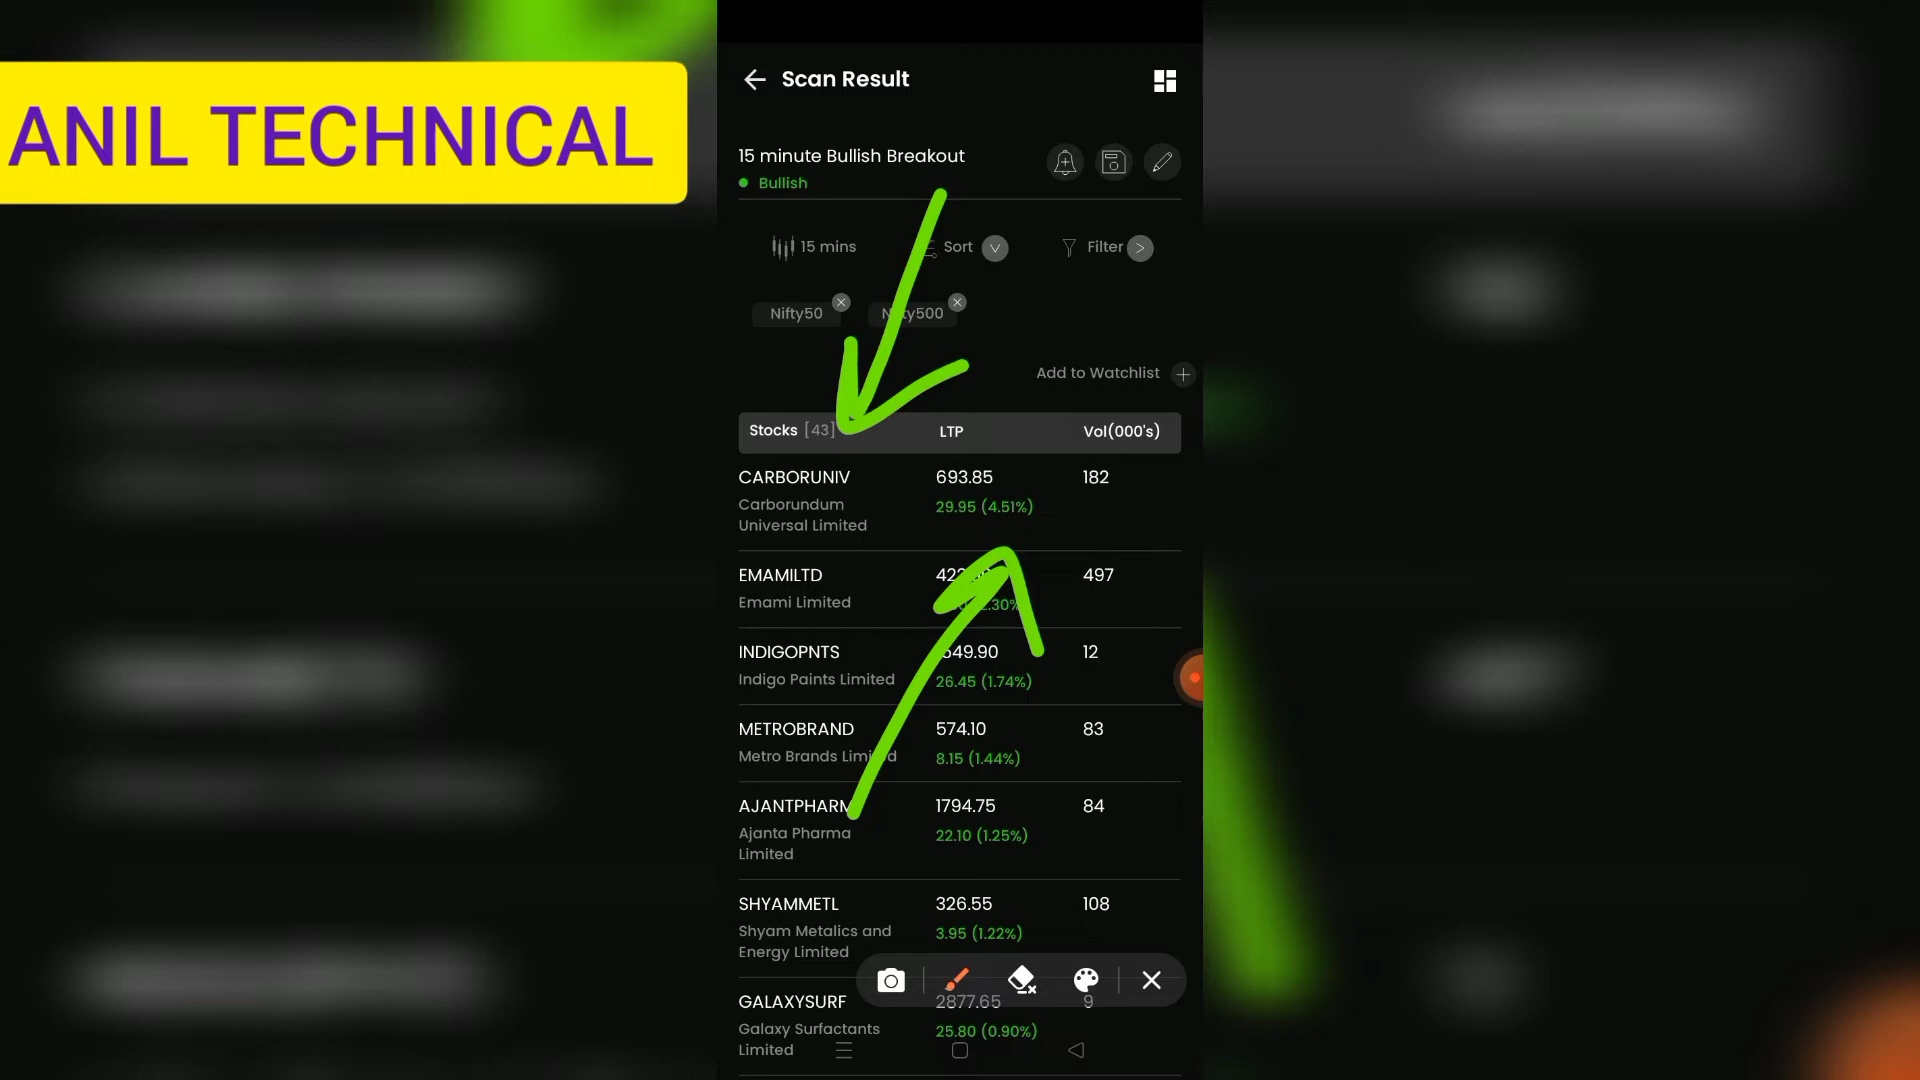 ANIL TECHNICAL
Scan Result
15 minute Bullish Breakout
Bullish
15 mins Sort Filter
Nifty50 Nifty500
Add to Watchlist
Stocks [43] LTP Vol(000's)
CARBORUNIV 693.85 182
Carborundum 29.95 (4.51%)
Universal Limited
EMAMILTD 497
Emami Limited
INDIGOPNTS 12
Indigo Paints Limited 26.45 (1.74%)
METROBRAND 574.10 83
Metro Brands Limited 8.15 (1.44%)
AJANTPHARM 1794.75 84
Ajanta Pharma 22.10 (1.25%)
Limited
SHYAMMETL 326.55 108
Shyam Metalics and 3.95 (1.22%)
Energy Limited
GALAXYSURF 2877.65 9
Galaxy Surfactants 25.80 (0.90%)
Limited